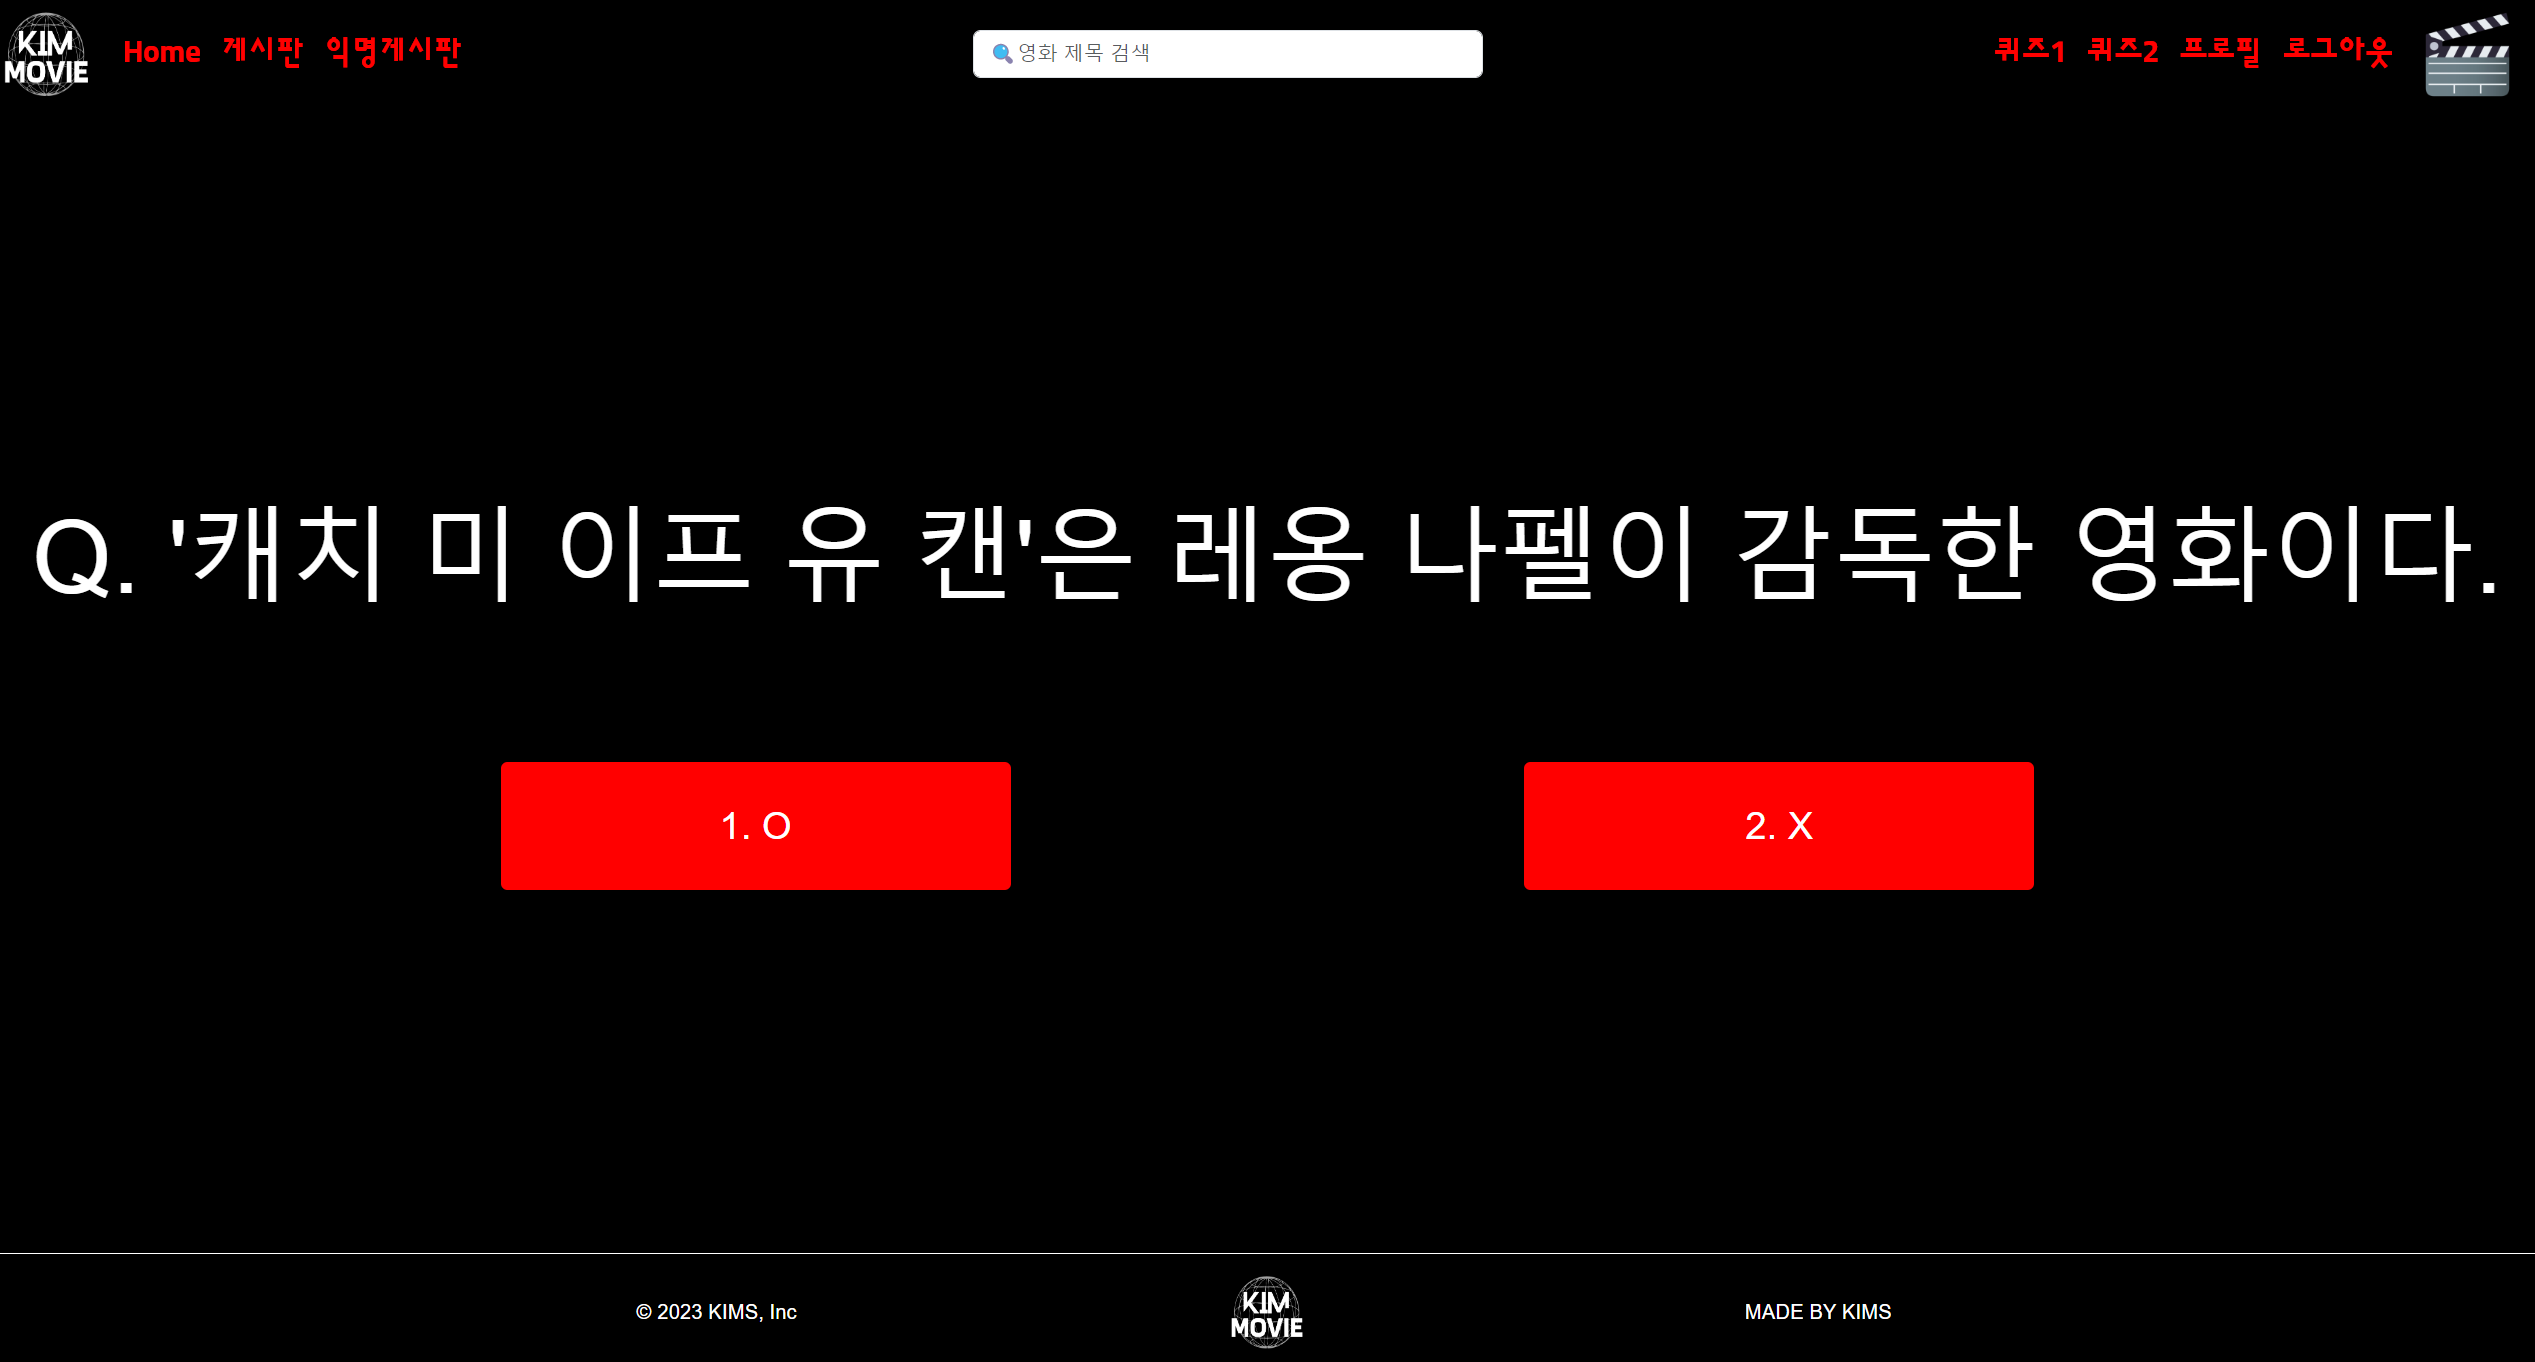 KIM
MOVIE
Home 게시판 익명게시판
영화 제목 검색
퀴즈1 퀴즈2 프로필 로그아웃
Q. '캐치 미 이프 유 캔'은 레옹 나펠이 감독한 영화이다.
1. O
2. X
© 2023 KIMS, Inc
KIM
MOVIE
MADE BY KIMS